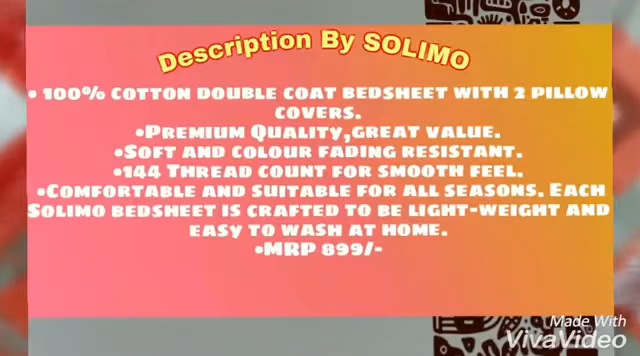 Description By SOLIMO
• 100% cotton double coat bedsheet with 2 pillow
covers.
•Premium Quality,great value.
•Soft and colour fading resistant.
•144 Thread count for smooth feel.
•Comfortable and suitable for all seasons. Each
Solimo bedsheet is crafted to be light-weight and
easy to wash at home.
•MRP 899/-
Made With
VivaVideo